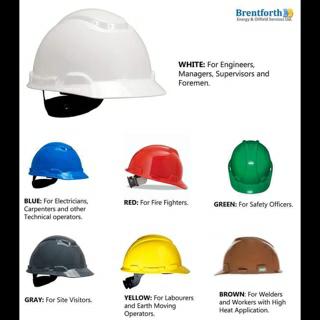 Brentforth
Energy & Oilfield Services Ltd.
WHITE: For Engineers,
Managers, Supervisors and
Foremen.
BLUE: For Electricians,
Carpenters and other
Technical operators.
RED: For Fire Fighters.
GREEN: For Safety Officers.
GRAY: For Site Visitors.
YELLOW: For Labourers
and Earth Moving
Operators.
BROWN: For Welders
and Workers with High
Heat Application.